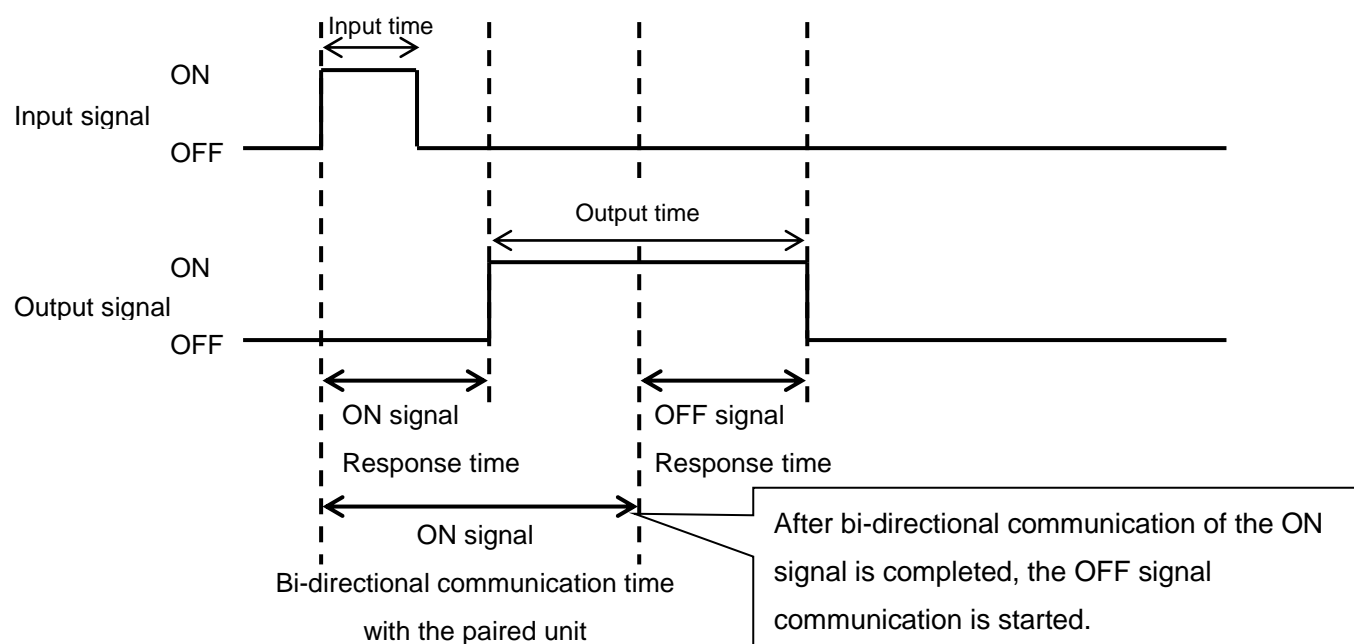 Input time
ON
Input signal
OFF
Output time
ON
Output signal
OFF
ON signal
Response time
OFF signal
Response time
ON signal
Bi-directional communication time
with the paired unit
After bi-directional communication of the ON
signal is completed, the OFF signal
communication is started.